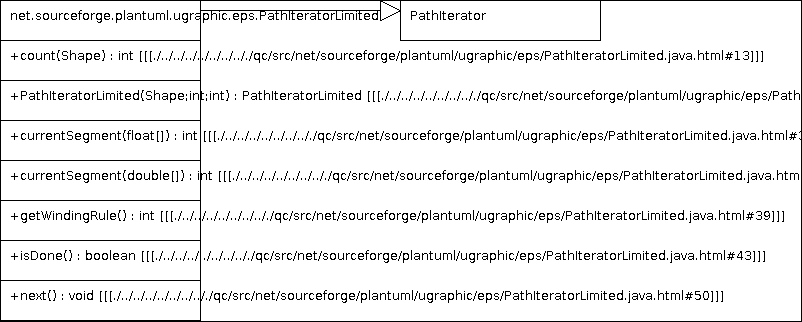 net.sourceforge.plantuml.ugraphic.eps.PathIteratorLimited
PathIterator
+count(Shape) : int [[[./../../../../../../../../qc/src/net/sourceforge/plantuml/ugraphic/eps/PathIteratorLimited.java.html#13]]]
+PathIteratorLimited(Shape;int;int) : PathIteratorLimited [[[./../../../../../../../../qc/src/net/sourceforge/plantuml/ugraphic/eps/Path
+currentSegment(float[]) : int [[[./../../../../../../../../qc/src/net/sourceforge/plantuml/ugraphic/eps/PathIteratorLimited.java.html#
+currentSegment(double[]) : int [[[./../../../../../../../../qc/src/net/sourceforge/plantuml/ugraphic/eps/PathIteratorLimited.java.htm
+getWindingRule() : int [[[./../../../../../../../../qc/src/net/sourceforge/plantuml/ugraphic/eps/PathIteratorLimited.java.html#39]]]
+isDone() : boolean [[[./../../../../../../../../qc/src/net/sourceforge/plantuml/ugraphic/eps/PathIteratorLimited.java.html#43]]]
+next() : void [[[./../../../../../../../../qc/src/net/sourceforge/plantuml/ugraphic/eps/PathIteratorLimited.java.html#50]]]